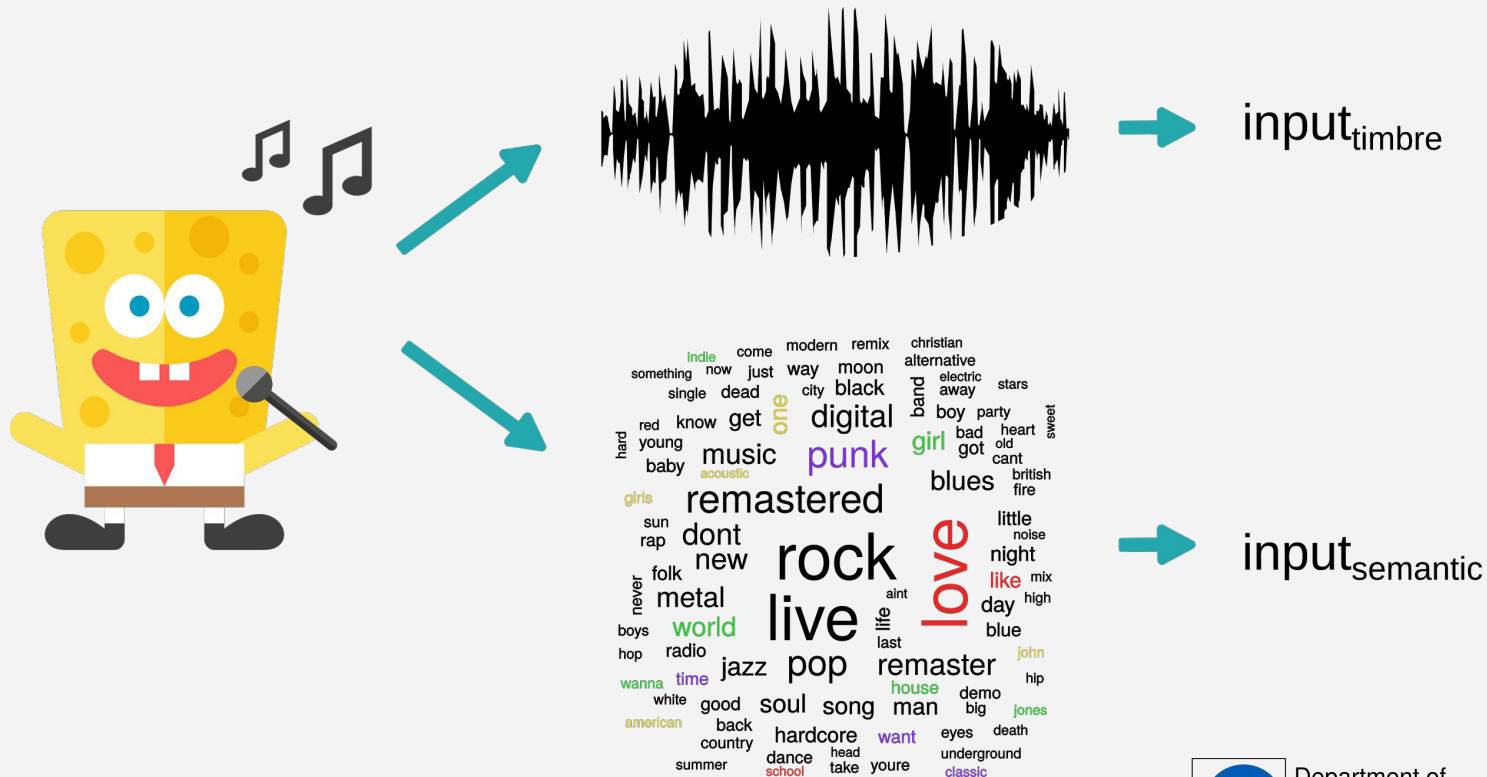 input timbre
indie come modern remix christian
something now just way moon alternative
single dead city black band electric away stars
red know get one digital boy party sweet
hard young music punk girl bad heart
baby acoustic got old cant
girls remastered blues british fire
sun dont rock love little noise
rap new night
never folk like mix
metal live aint day high
boys world life blue
last
hop radio jazz pop remaster john
wanna time house hip
white good soul song man demo big jones
american back
country hardcore want eyes death
summer dance head underground
school take youre classic
input semantic
Department of